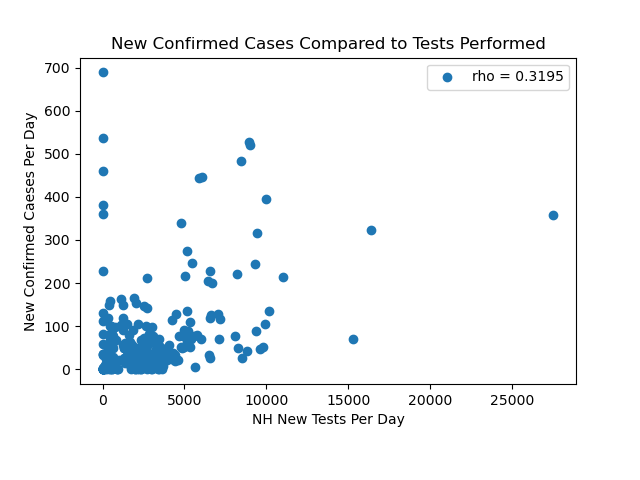 New Confirmed Cases Compared to Tests Performed
rho = 0.3195
New Confirmed Caeses Per Day
700
600
500
400
300
200
100
0
0 5000 10000 15000 20000 25000
NH New Tests Per Day